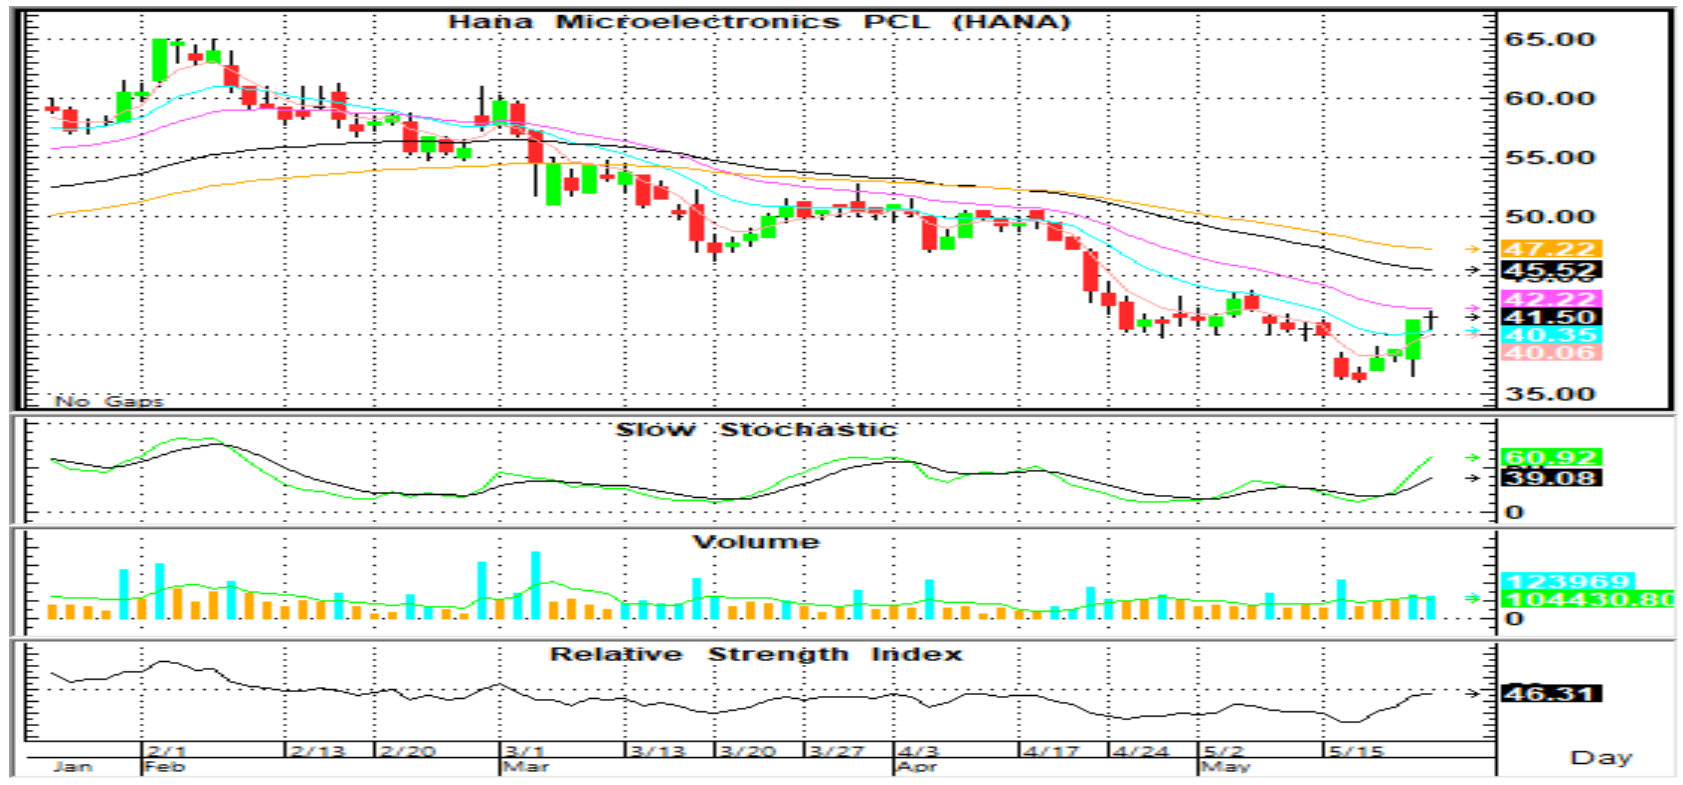 Hana Microelectronics PCL (HANA)
65.00
60.00
55.00
50.00
47.22
45.52
42.22
41.50
40.35
40.06
35.00
No Gaps
Slow Stochastic
60.92
39.08
0
Volume
123969
104430.80
0
Relative Strength Index
46.31
2/1 2/13 2/20 3/1 3/13 3/20 3/27 4/3 4/17 4/24 5/2 5/15
Jan Feb Mar Apr May
Day